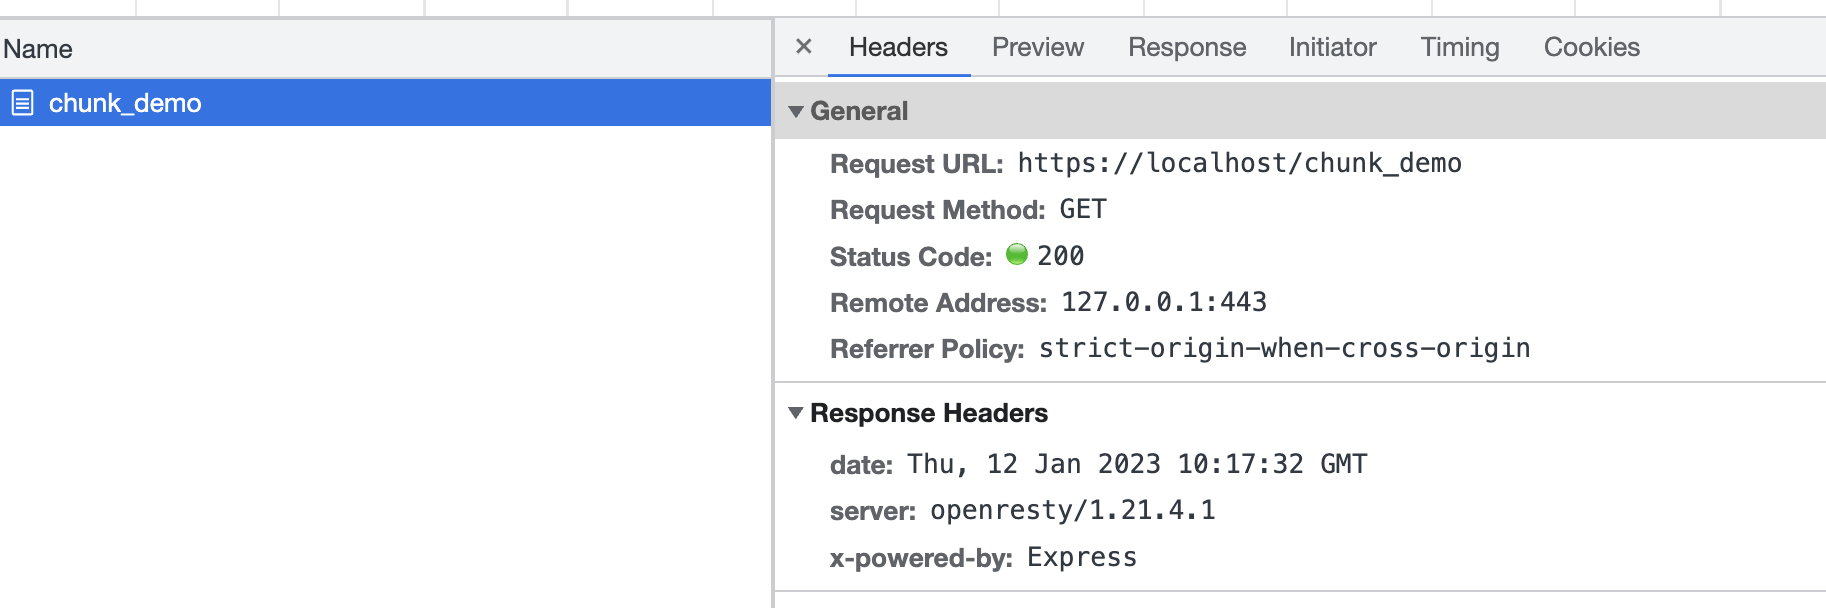 Name
chunk_demo
× Headers Preview Response Initiator Timing Cookies
General
Request URL: https://localhost/chunk_demo
Request Method: GET
Status Code: 200
Remote Address: 127.0.0.1:443
Referrer Policy: strict-origin-when-cross-origin
Response Headers
date: Thu, 12 Jan 2023 10:17:32 GMT
server: openresty/1.21.4.1
x-powered-by: Express